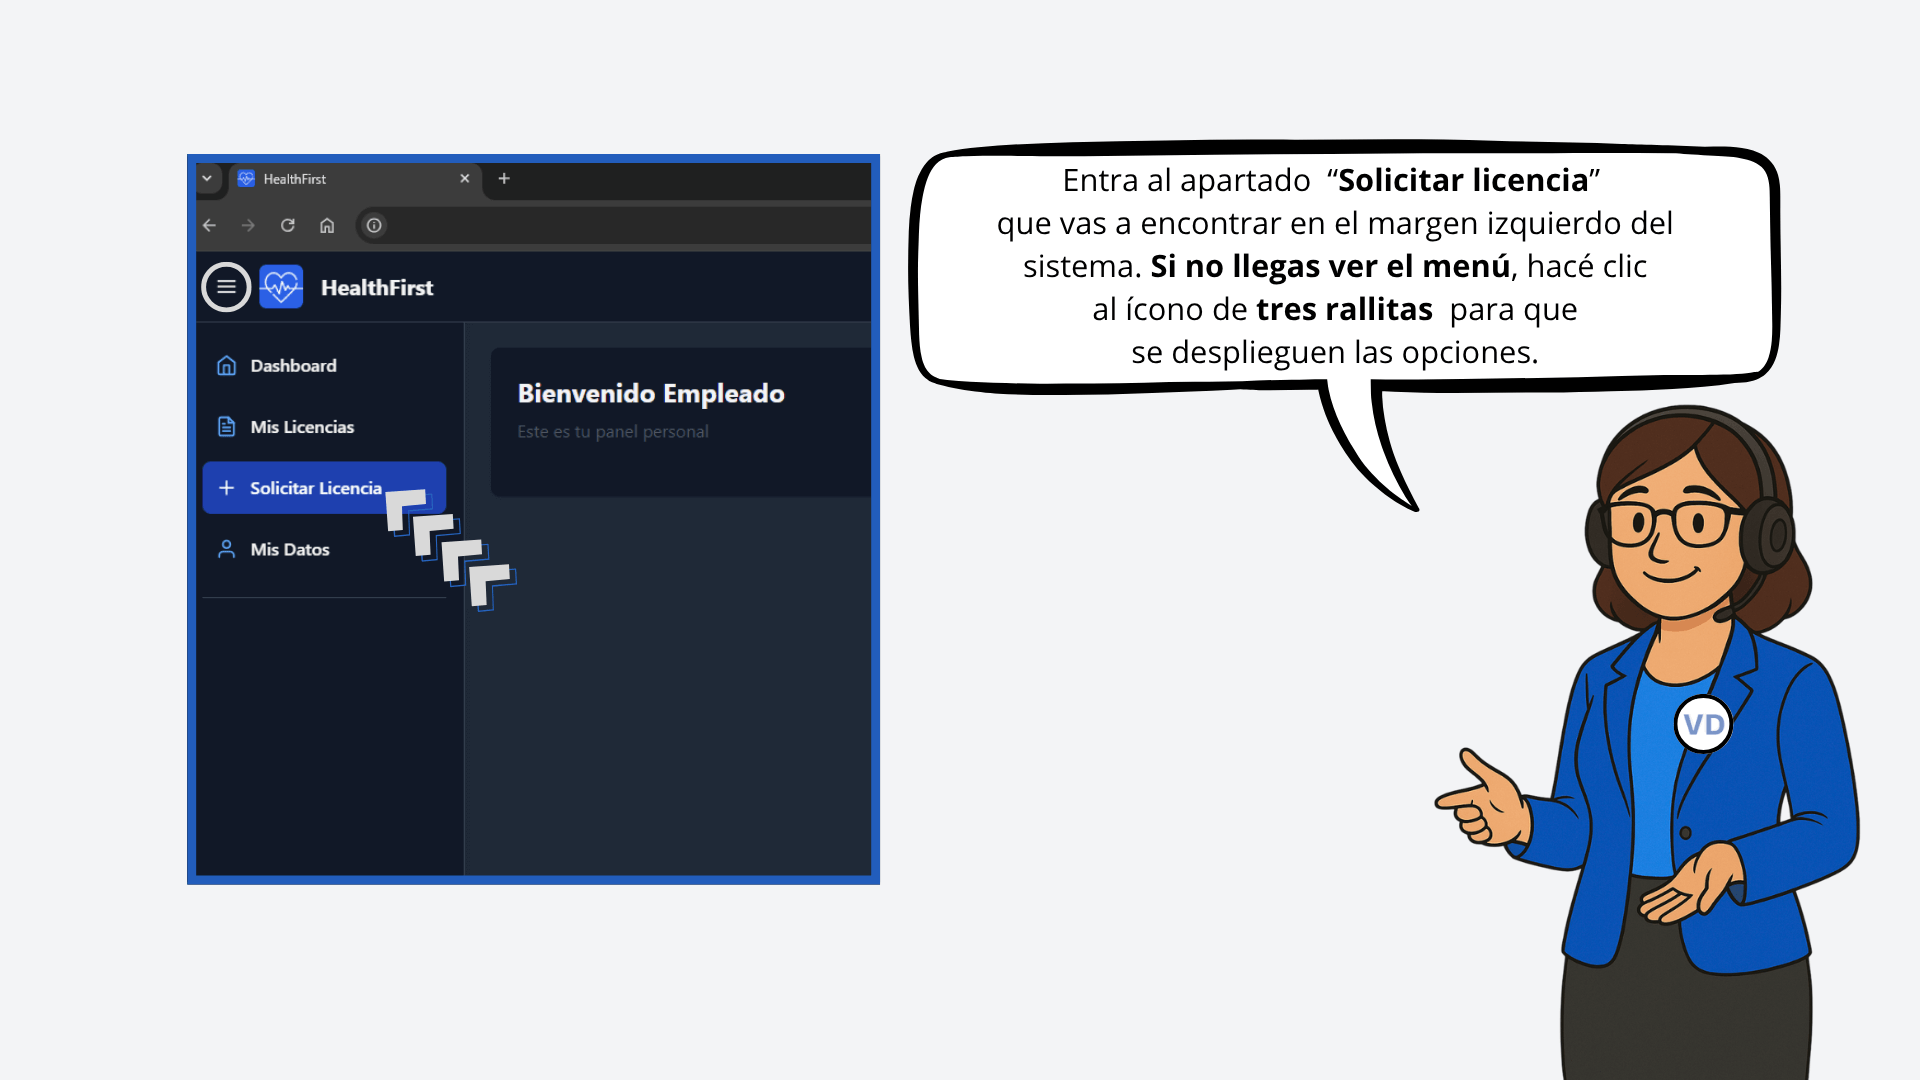 HealthFirst
HealthFirst
Dashboard
Mis Licencias
Solicitar Licencia
Mis Datos
Bienvenido Empleado
Este es tu panel personal
Entra al apartado “Solicitar licencia”
que vas a encontrar en el margen izquierdo del
sistema. Si no llegas ver el menú, hacé clic
al ícono de tres rallitas para que
se desplieguen las opciones.
VD